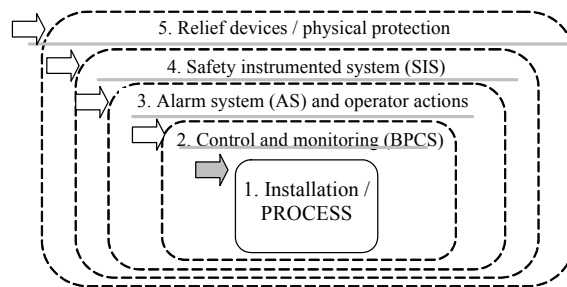 5. Relief devices / physical protection
4. Safety instrumented system (SIS)
3. Alarm system (AS) and operator actions
2. Control and monitoring (BPCS)
1. Installation /
PROCESS